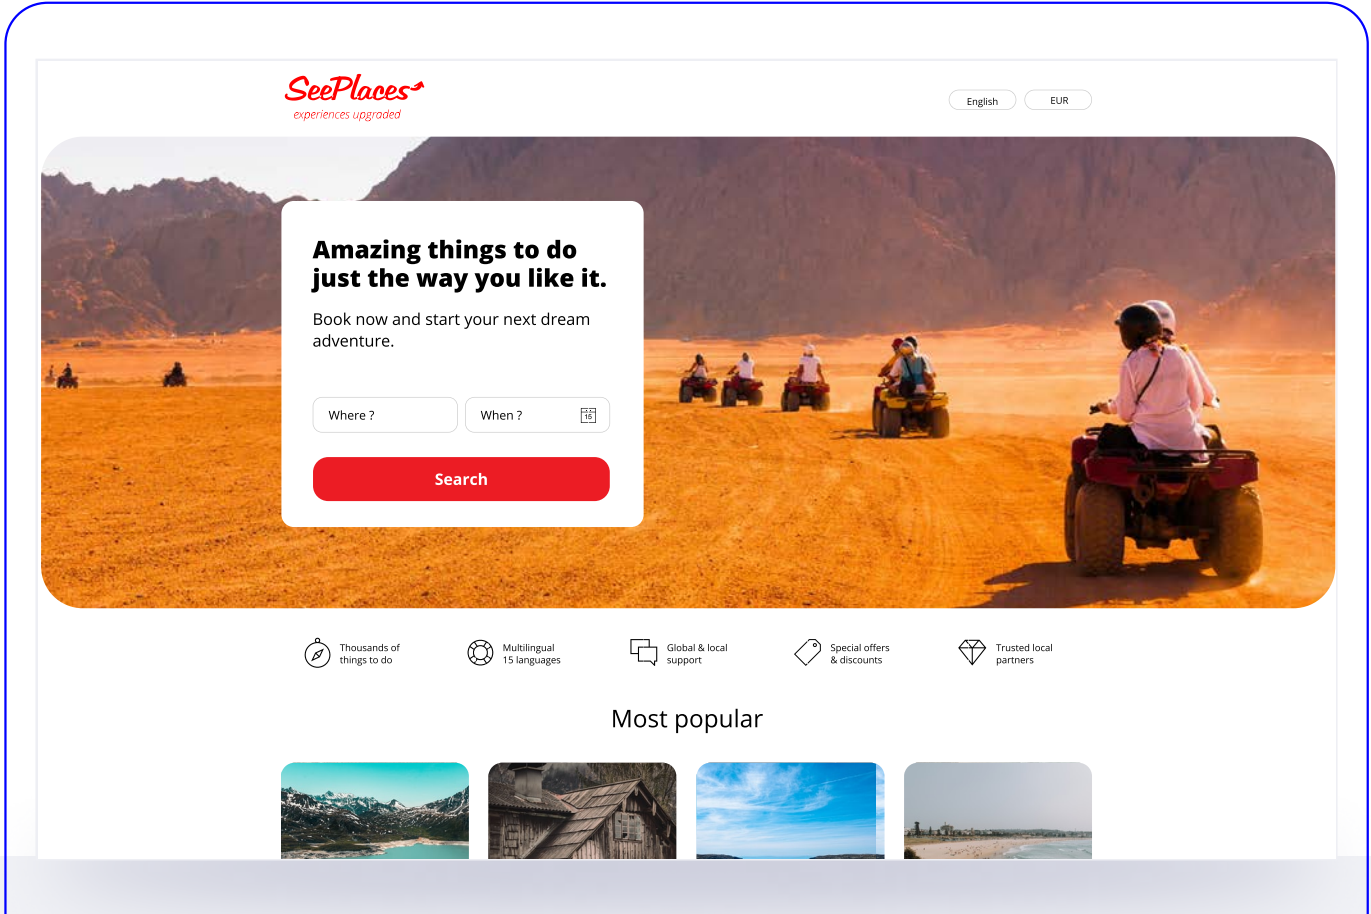 SeePlaces
experiences upgraded
English
EUR
Amazing things to do
just the way you like it.
Book now and start your next dream
adventure.
Where ?
When ?
15
Search
Thousands of
things to do
Multilingual
15 languages
Global & local
support
Special offers
& discounts
Trusted local
partners
Most popular